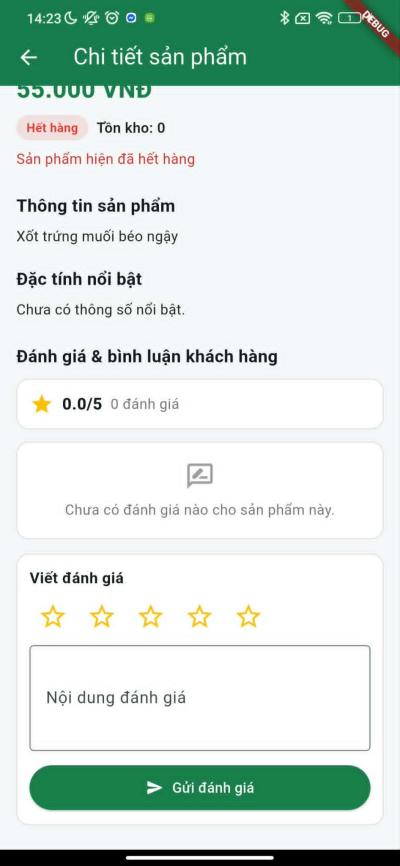 14:23
1
DEBUG
Chi tiết sản phẩm
55.000 VNĐ
Hết hàng Tồn kho: 0
Sản phẩm hiện đã hết hàng
Thông tin sản phẩm
Xốt trứng muối béo ngậy
Đặc tính nổi bật
Chưa có thông số nổi bật.
Đánh giá & bình luận khách hàng
0.0/5 0 đánh giá
Chưa có đánh giá nào cho sản phẩm này.
Viết đánh giá
Nội dung đánh giá
Gửi đánh giá